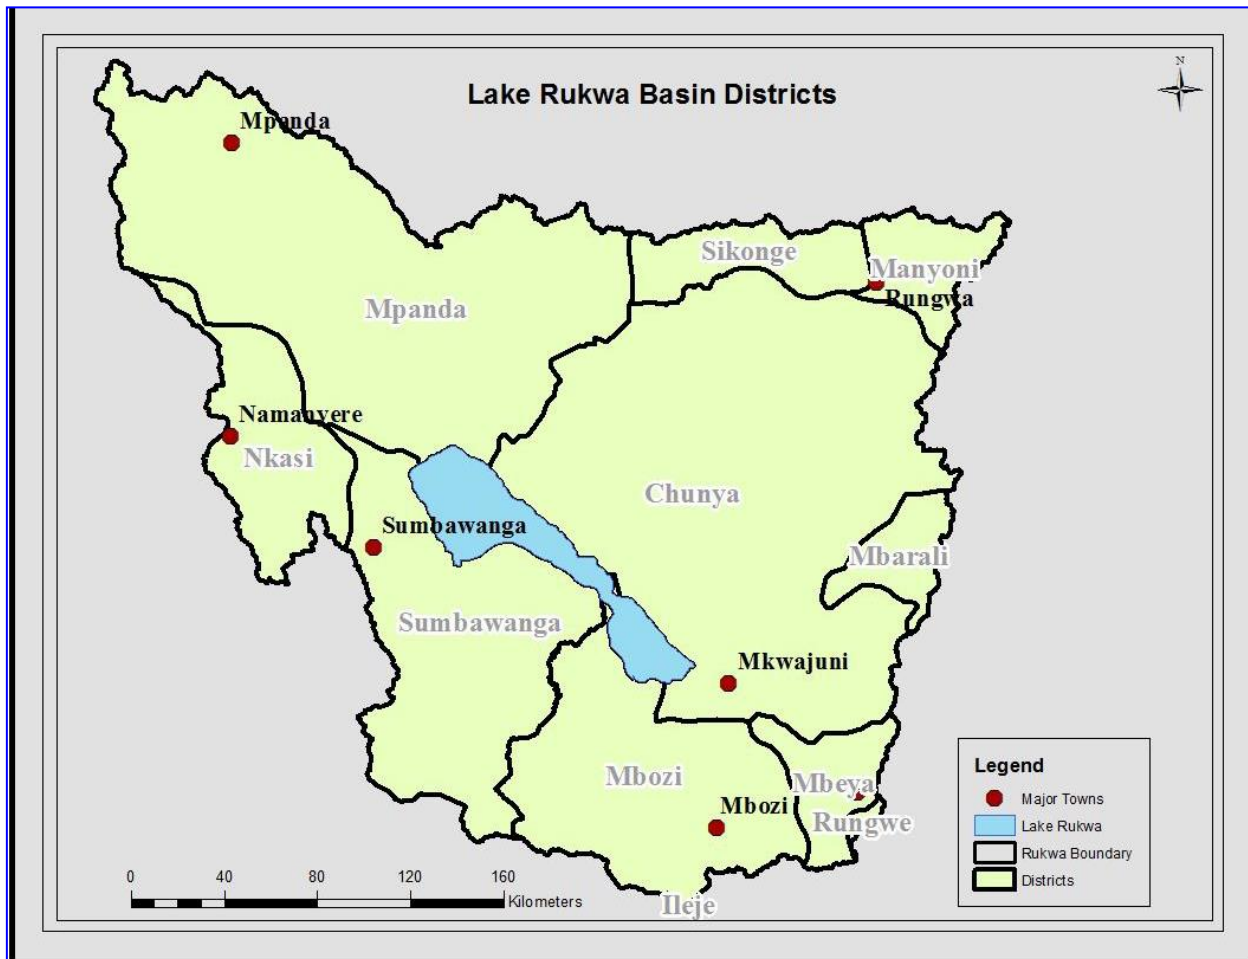 Lake Rukwa Basin Districts
N
Mpanda
Sikonge
Manyoni
Rungwa
Mpanda
Namanyere
Nkasi
Chunya
Sumbawanga
Mbarali
Sumbawanga
Mkwajuni
Mbozi
Mbeya
Mbozi
Rungwe
Ileje
0 40 80 120 160
Kilometers
Legend
Major Towns
Lake Rukwa
Rukwa Boundary
Districts